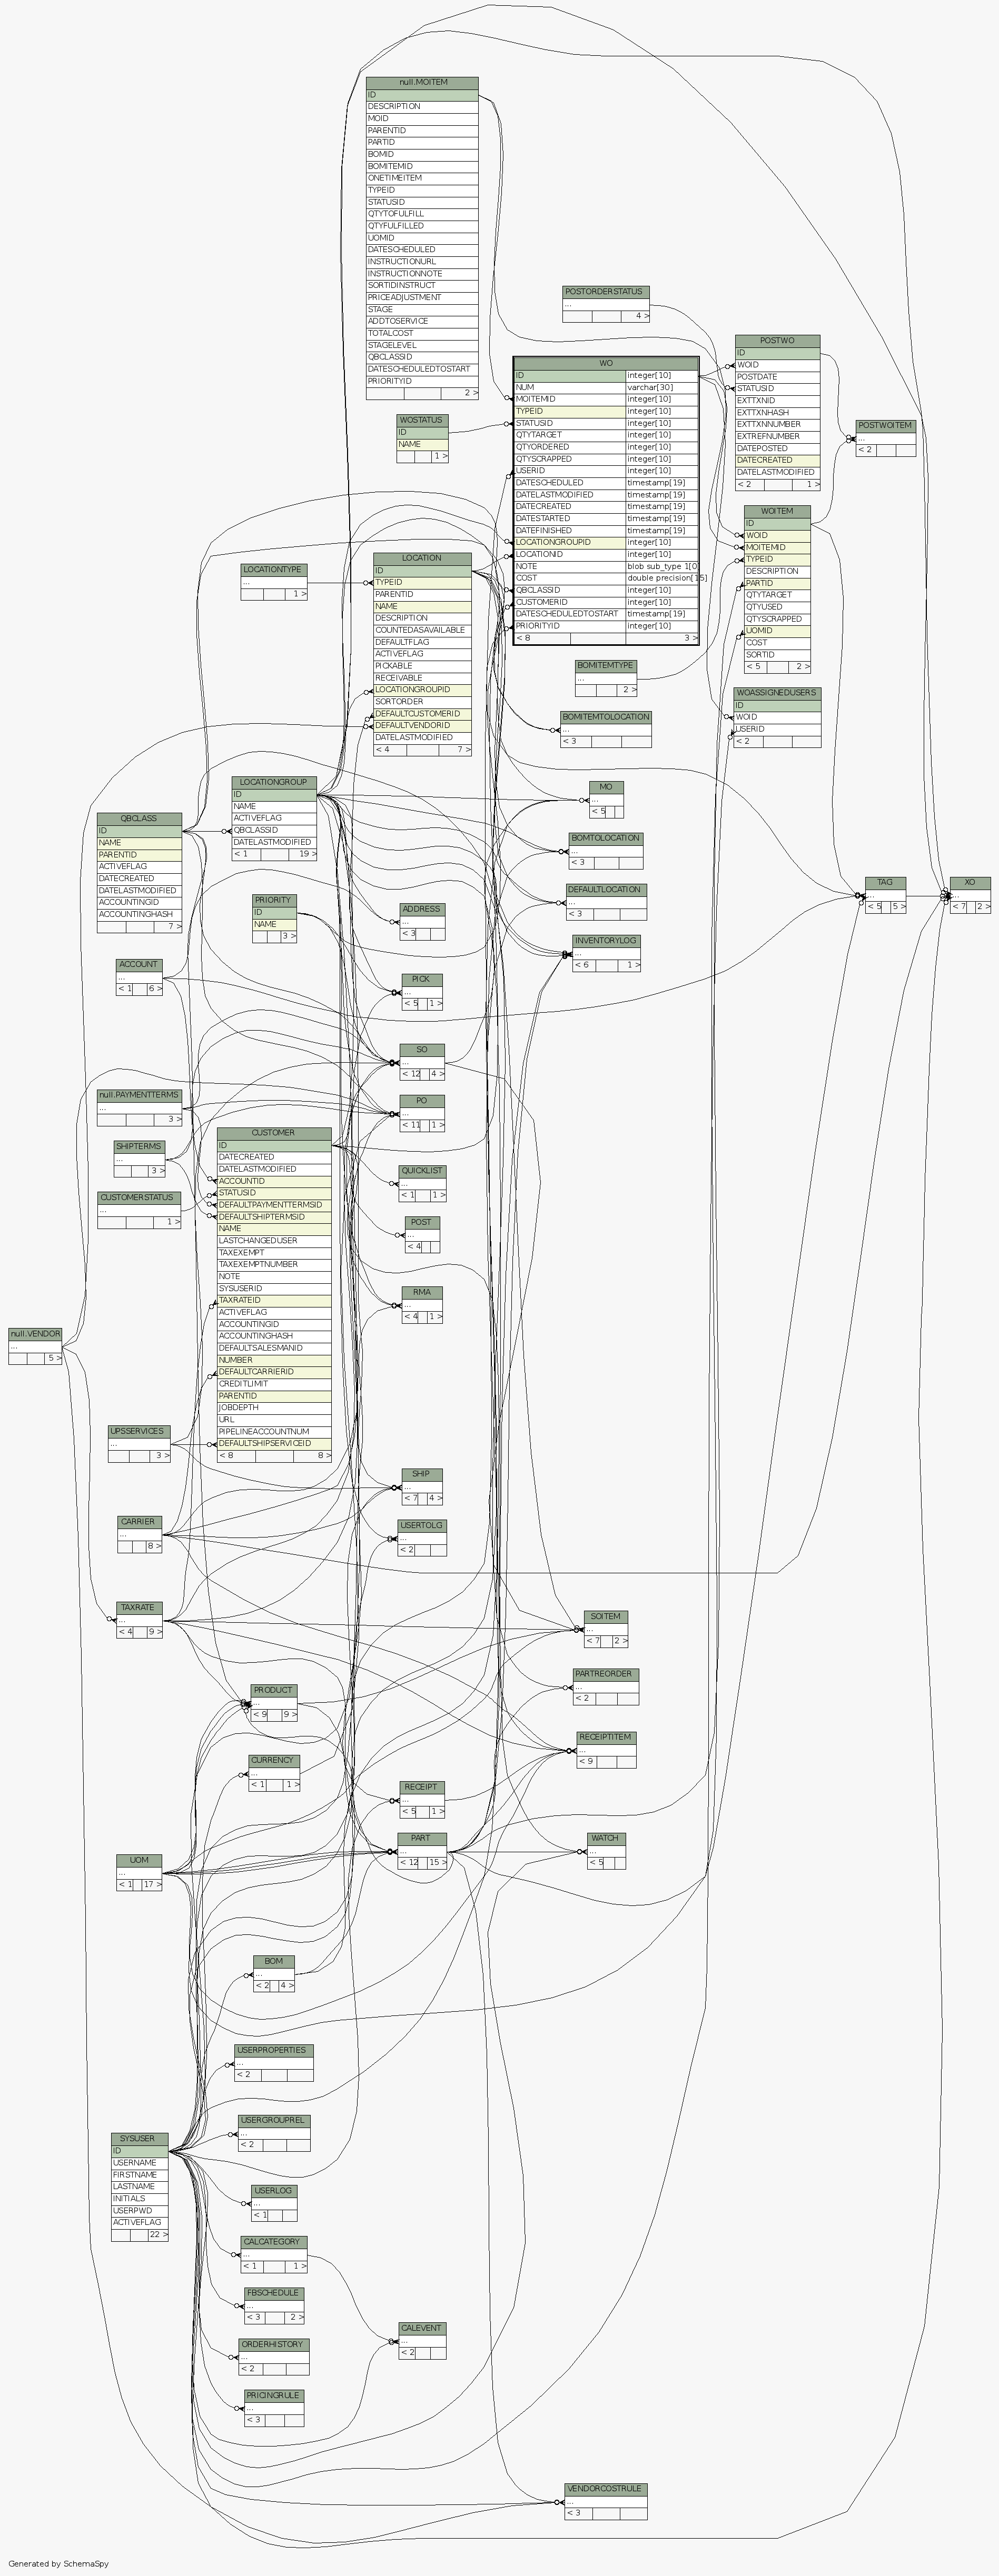 null.MOITEM
ID
DESCRIPTION
MOID
PARENTID
PARTID
BOMID
BOMITEMID
ONETIMEITEM
TYPEID
STATUSID
QTYTOFULFILL
QTYFULFILLED
UOMID
DATESCHEDULED
INSTRUCTIONURL
INSTRUCTIONNOTE
SORTIDINSTRUCT
PRICEADJUSTMENT
STAGE
ADDTOSERVICE
TOTALCOST
STAGELEVEL
QBCLASSID
DATESCHEDULEDTOSTART
PRIORITYID
2 >
POSTORDERSTATUS
...
4 >
WO
ID integer[10]
NUM varchar[30]
MOITEMID integer[10]
TYPEID integer[10]
STATUSID integer[10]
QTYTARGET integer[10]
QTYORDERED integer[10]
QTYSCRAPPED integer[10]
USERID integer[10]
DATESCHEDULED timestamp[19]
DATELASTMODIFIED timestamp[19]
DATECREATED timestamp[19]
DATESTARTED timestamp[19]
DATEFINISHED timestamp[19]
LOCATIONGROUPID integer[10]
LOCATIONID integer[10]
NOTE blob sub_type 1[0]
COST double precision[15]
QBCLASSID integer[10]
CUSTOMERID integer[10]
DATESCHEDULEDTOSTART timestamp[19]
PRIORITYID integer[10]
< 8 3 >
POSTWO
ID
WOID
POSTDATE
STATUSID
EXTTXNID
EXTTXNHASH
EXTTXNNUMBER
EXTREFNUMBER
DATEPOSTED
DATECREATED
DATELASTMODIFIED
< 2 1 >
POSTWOITEM
...
< 2
WOSTATUS
ID
NAME
1 >
WOITEM
ID
WOID
MOITEMID
TYPEID
DESCRIPTION
PARTID
QTYTARGET
QTYUSED
QTYSCRAPPED
UOMID
COST
SORTID
< 5 2 >
LOCATIONTYPE
...
1 >
LOCATION
ID
TYPEID
PARENTID
NAME
DESCRIPTION
COUNTEDASAVAILABLE
DEFAULTFLAG
ACTIVEFLAG
PICKABLE
RECEIVABLE
LOCATIONGROUPID
SORTORDER
DEFAULTCUSTOMERID
DEFAULTVENDORID
DATELASTMODIFIED
< 4 7 >
BOMITEMTYPE
...
2 >
WOASSIGNEDUSERS
ID
WOID
USERID
< 2
BOMITEMTOLOCATION
...
< 3
LOCATIONGROUP
ID
NAME
ACTIVEFLAG
QBCLASSID
DATELASTMODIFIED
< 1 19 >
MO
...
< 5
QBCLASS
ID
NAME
PARENTID
ACTIVEFLAG
DATECREATED
DATELASTMODIFIED
ACCOUNTINGID
ACCOUNTINGHASH
7 >
BOMTOLOCATION
...
< 3
TAG
...
< 5 5 >
XO
...
< 7 2 >
DEFAULTLOCATION
...
< 3
PRIORITY
ID
NAME
3 >
ADDRESS
...
< 3
INVENTORYLOG
...
< 6 1 >
ACCOUNT
...
< 1 6 >
PICK
...
< 5 1 >
SO
...
< 12 4 >
null.PAYMENTTERMS
...
3 >
PO
...
< 11 1 >
SHIPTERMS
...
3 >
CUSTOMER
ID
DATECREATED
DATELASTMODIFIED
ACCOUNTID
STATUSID
DEFAULTPAYMENTTERMSID
DEFAULTSHIPTERMSID
NAME
LASTCHANGEDUSER
TAXEXEMPT
TAXEXEMPTNUMBER
NOTE
SYSUSERID
TAXRATEID
ACTIVEFLAG
ACCOUNTINGID
ACCOUNTINGHASH
DEFAULTSALESMANID
NUMBER
DEFAULTCARRIERID
CREDITLIMIT
PARENTID
JOBDEPTH
URL
PIPELINEACCOUNTNUM
DEFAULTSHIPSERVICEID
< 8 8 >
QUICKLIST
...
< 1 1 >
CUSTOMERSTATUS
...
1 >
POST
...
< 4
RMA
...
< 4 1 >
null.VENDOR
...
5 >
UPSSERVICES
...
3 >
SHIP
...
< 7 4 >
CARRIER
...
8 >
USERTOLG
...
< 2
TAXRATE
...
< 4 9 >
SOITEM
...
< 7 2 >
PARTREORDER
...
< 2
PRODUCT
...
< 9 9 >
RECEIPTITEM
...
< 9
CURRENCY
...
< 1 1 >
RECEIPT
...
< 5 1 >
PART
...
< 12 15 >
WATCH
...
< 5
UOM
...
< 1 17 >
BOM
...
< 2 4 >
USERPROPERTIES
...
< 2
USERGROUPREL
...
< 2
SYSUSER
ID
USERNAME
FIRSTNAME
LASTNAME
INITIALS
USERPWD
ACTIVEFLAG
22 >
USERLOG
...
< 1
CALCATEGORY
...
< 1 1 >
FBSCHEDULE
...
< 3 2 >
CALEVENT
...
< 2
ORDERHISTORY
...
< 2
PRICINGRULE
...
< 3
VENDORCOSTRULE
...
< 3
Generated by SchemaSpy